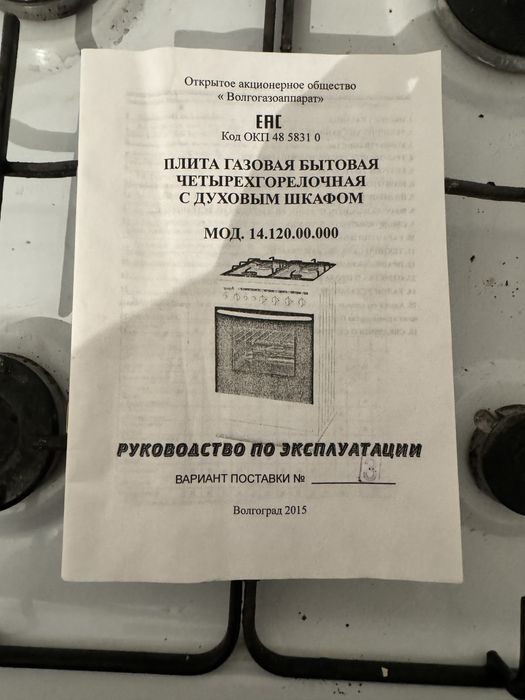 Открытое акционерное общество
« Волгогазоаппарат»
ЕАС
Код ОКП 48 5831 0
ПЛИТА ГАЗОВАЯ БЫТОВАЯ
ЧЕТЫРЕХГОРЕЛОЧНАЯ
С ДУХОВЫМ ШКАФОМ
МОД. 14.120.00.000
РУКОВОДСТВО ПО ЭКСПЛУАТАЦИИ
ВАРИАНТ ПОСТАВКИ №
Волгоград 2015